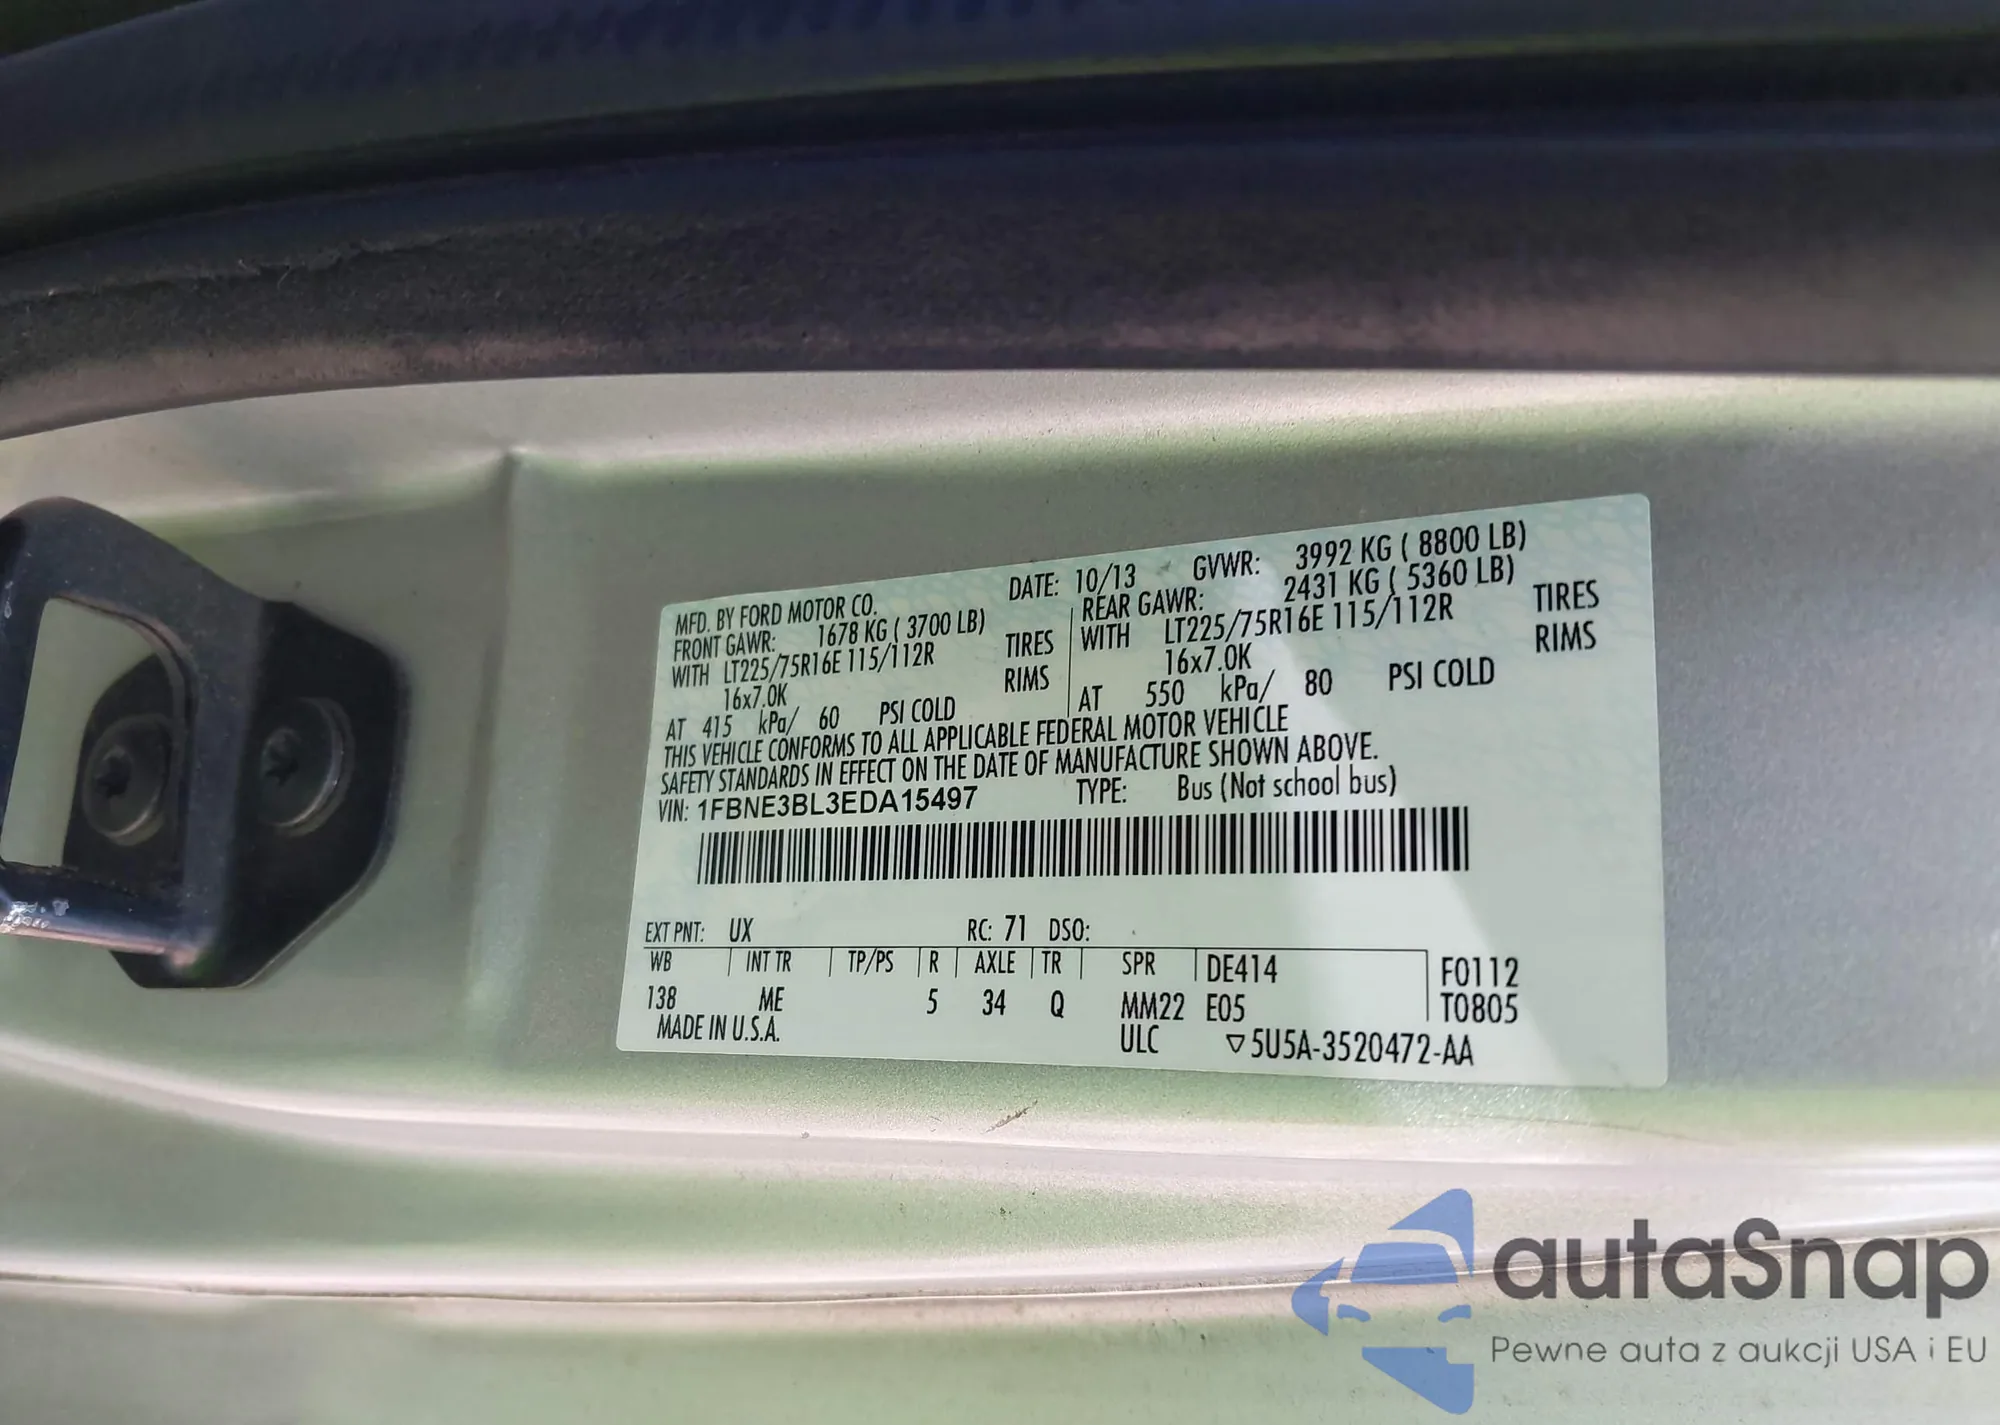 MFD. BY FORD MOTOR CO. DATE: 10/13 GVWR: 3992 KG ( 8800 LB)
FRONT GAWR: 1678 KG ( 3700 LB) REAR GAWR: 2431 KG ( 5360 LB)
WITH LT225/75R16E 115/112R TIRES WITH LT225/75R16E 115/112R TIRES
16x7.0K RIMS 16x7.0K RIMS
AT 415 kPa/ 60 PSI COLD AT 550 kPa/ 80 PSI COLD
THIS VEHICLE CONFORMS TO ALL APPLICABLE FEDERAL MOTOR VEHICLE
SAFETY STANDARDS IN EFFECT ON THE DATE OF MANUFACTURE SHOWN ABOVE.
VIN: 1FBNE3BL3EDA15497 TYPE: Bus (Not school bus)
EXT PNT: UX RC: 71 DSO:
WB INT TR TP/PS R AXLE TR SPR DE414 F0112
138 ME 5 34 Q MM22 E05 T0805
MADE IN U.S.A. ULC ▽5U5A-3520472-AA
autaSnap
Pewne auta z aukcji USA i EU